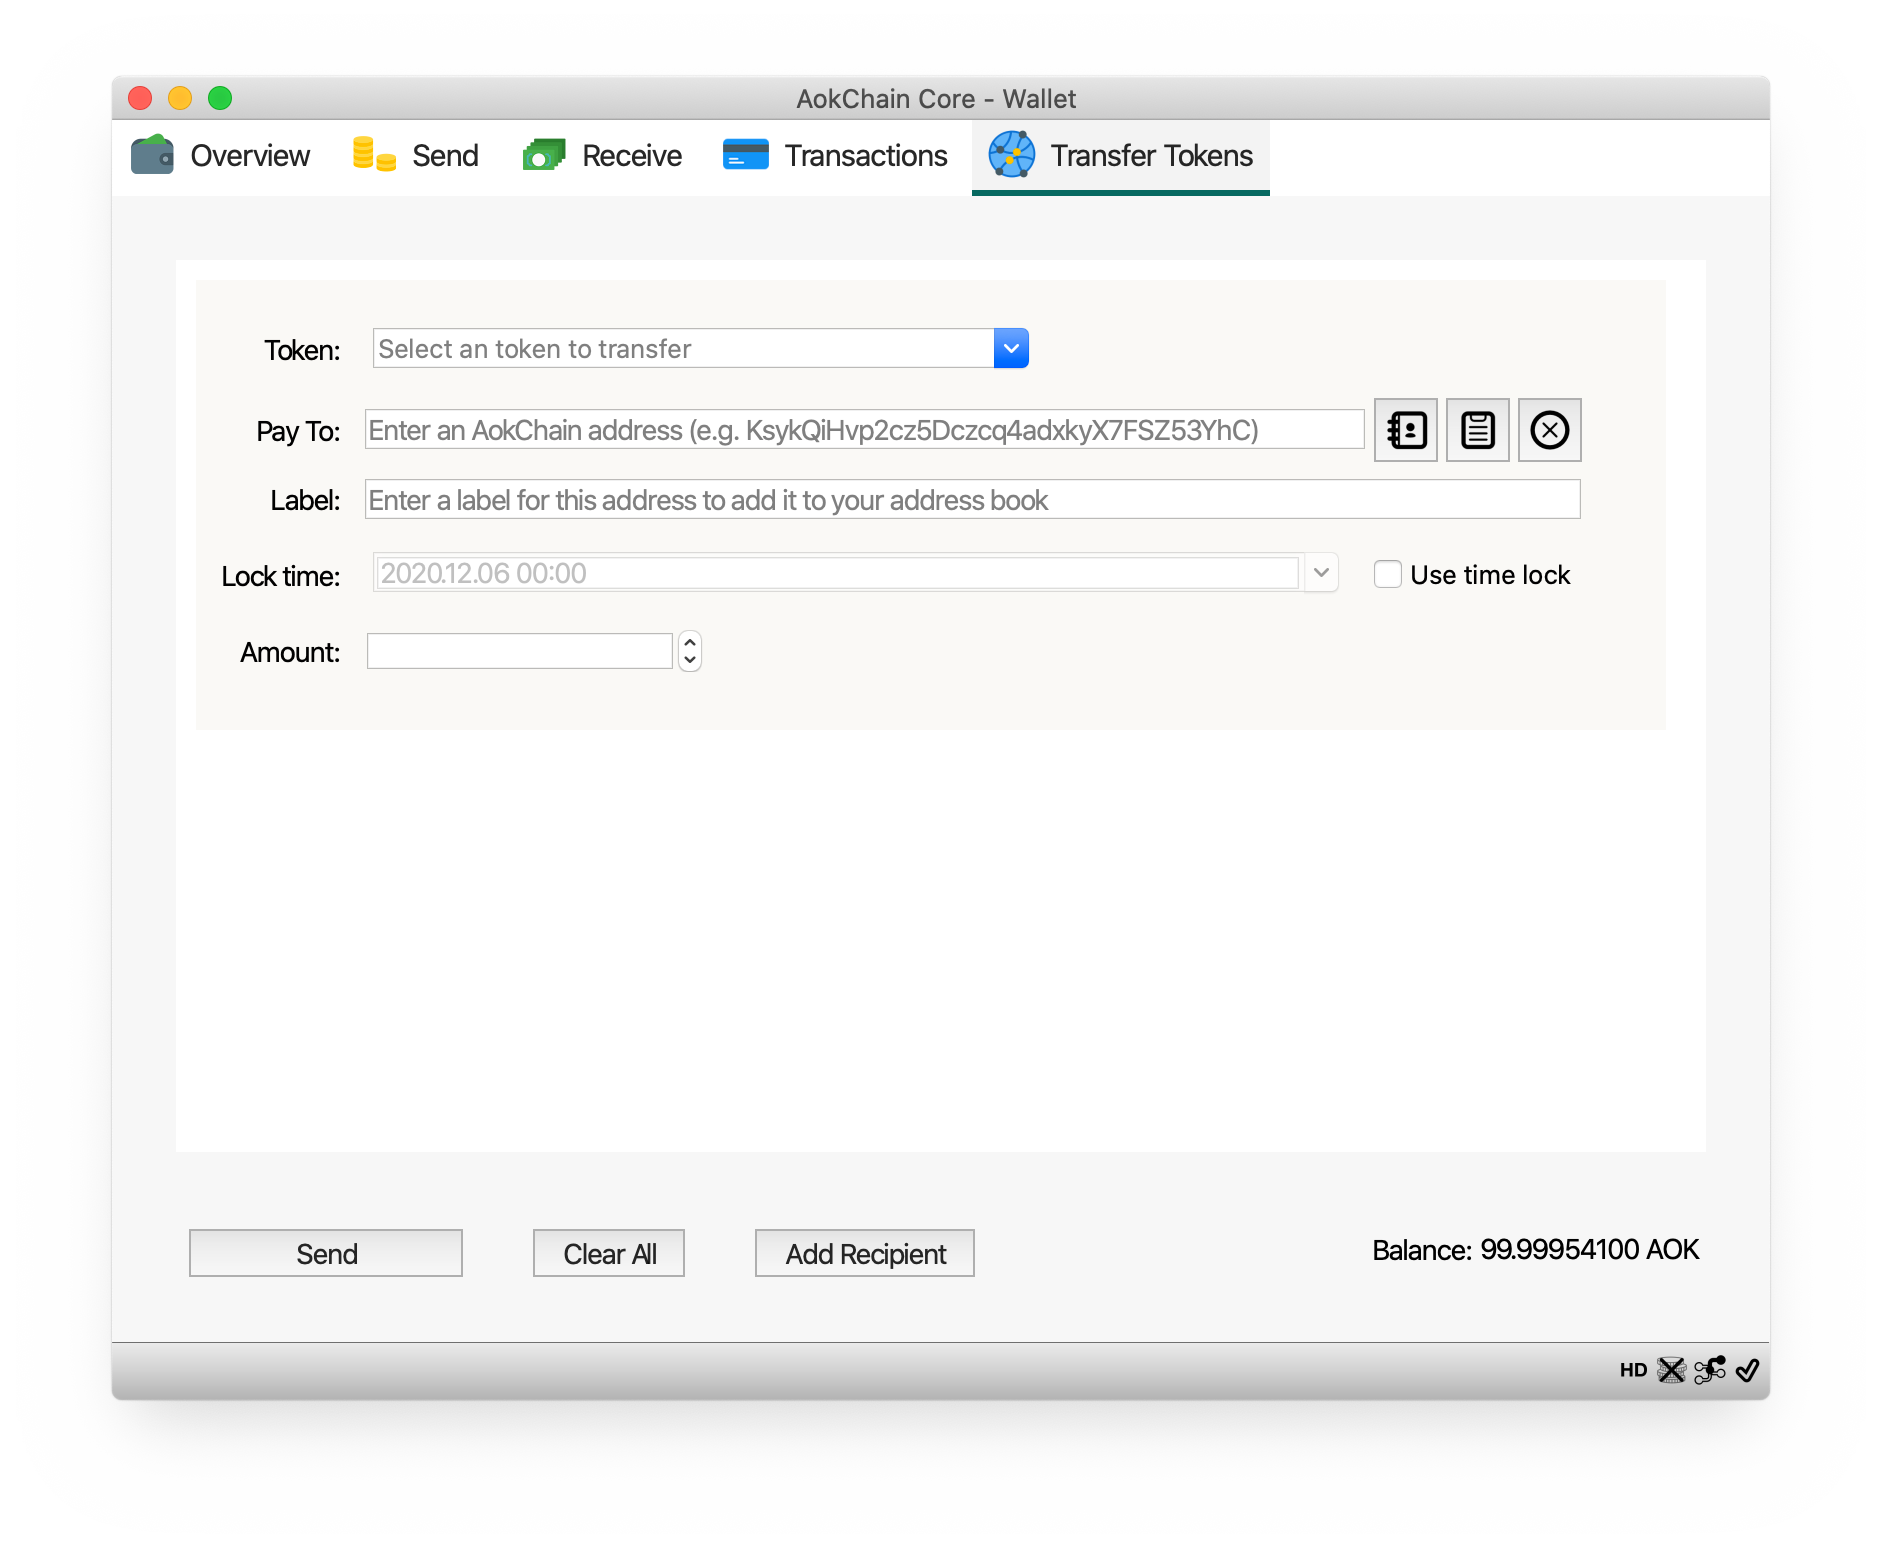 AokChain Core - Wallet
Overview Send Receive Transactions Transfer Tokens
Token: Select an token to transfer
Pay To: Enter an AokChain address (e.g. KsykQiHvp2cz5Dczcq4adxkyX7FSZ53YhC)
Label: Enter a label for this address to add it to your address book
Lock time: 2020.12.06 00:00 Use time lock
Amount:
Send Clear All Add Recipient Balance: 99.99954100 AOK
HD